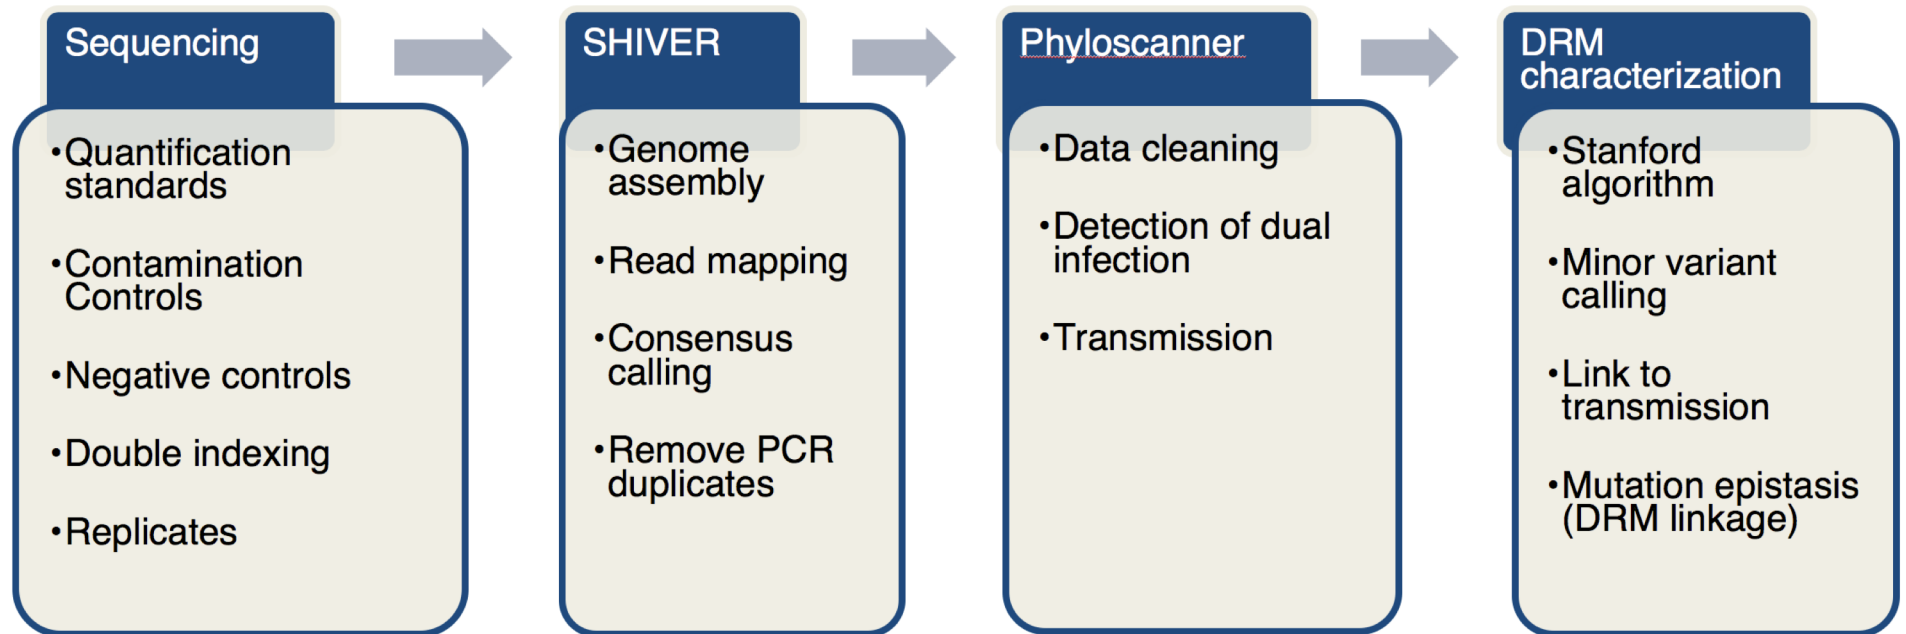 Sequencing
•Quantification
standards
•Contamination
Controls
•Negative controls
•Double indexing
•Replicates
SHIVER
•Genome
assembly
•Read mapping
•Consensus
calling
•Remove PCR
duplicates
Phyloscanner
•Data cleaning
•Detection of dual
infection
•Transmission
DRM
characterization
•Stanford
algorithm
•Minor variant
calling
•Link to
transmission
•Mutation epistasis
(DRM linkage)